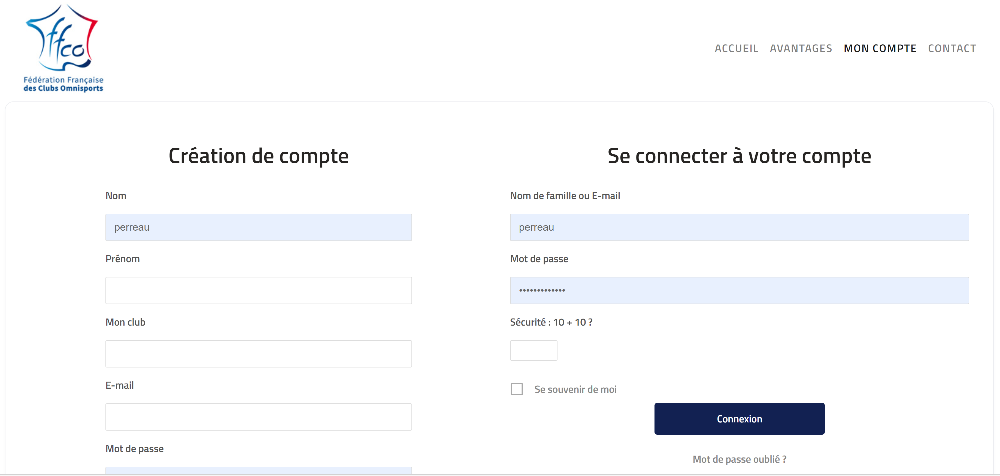 ffco
Fédération Française
des Clubs Omnisports
ACCUEIL AVANTAGES MON COMPTE CONTACT
Création de compte
Nom
perreau
Prénom
Mon club
E-mail
Mot de passe
Se connecter à votre compte
Nom de famille ou E-mail
perreau
Mot de passe
•••••••••••••
Sécurité : 10 + 10 ?
Se souvenir de moi
Connexion
Mot de passe oublié ?